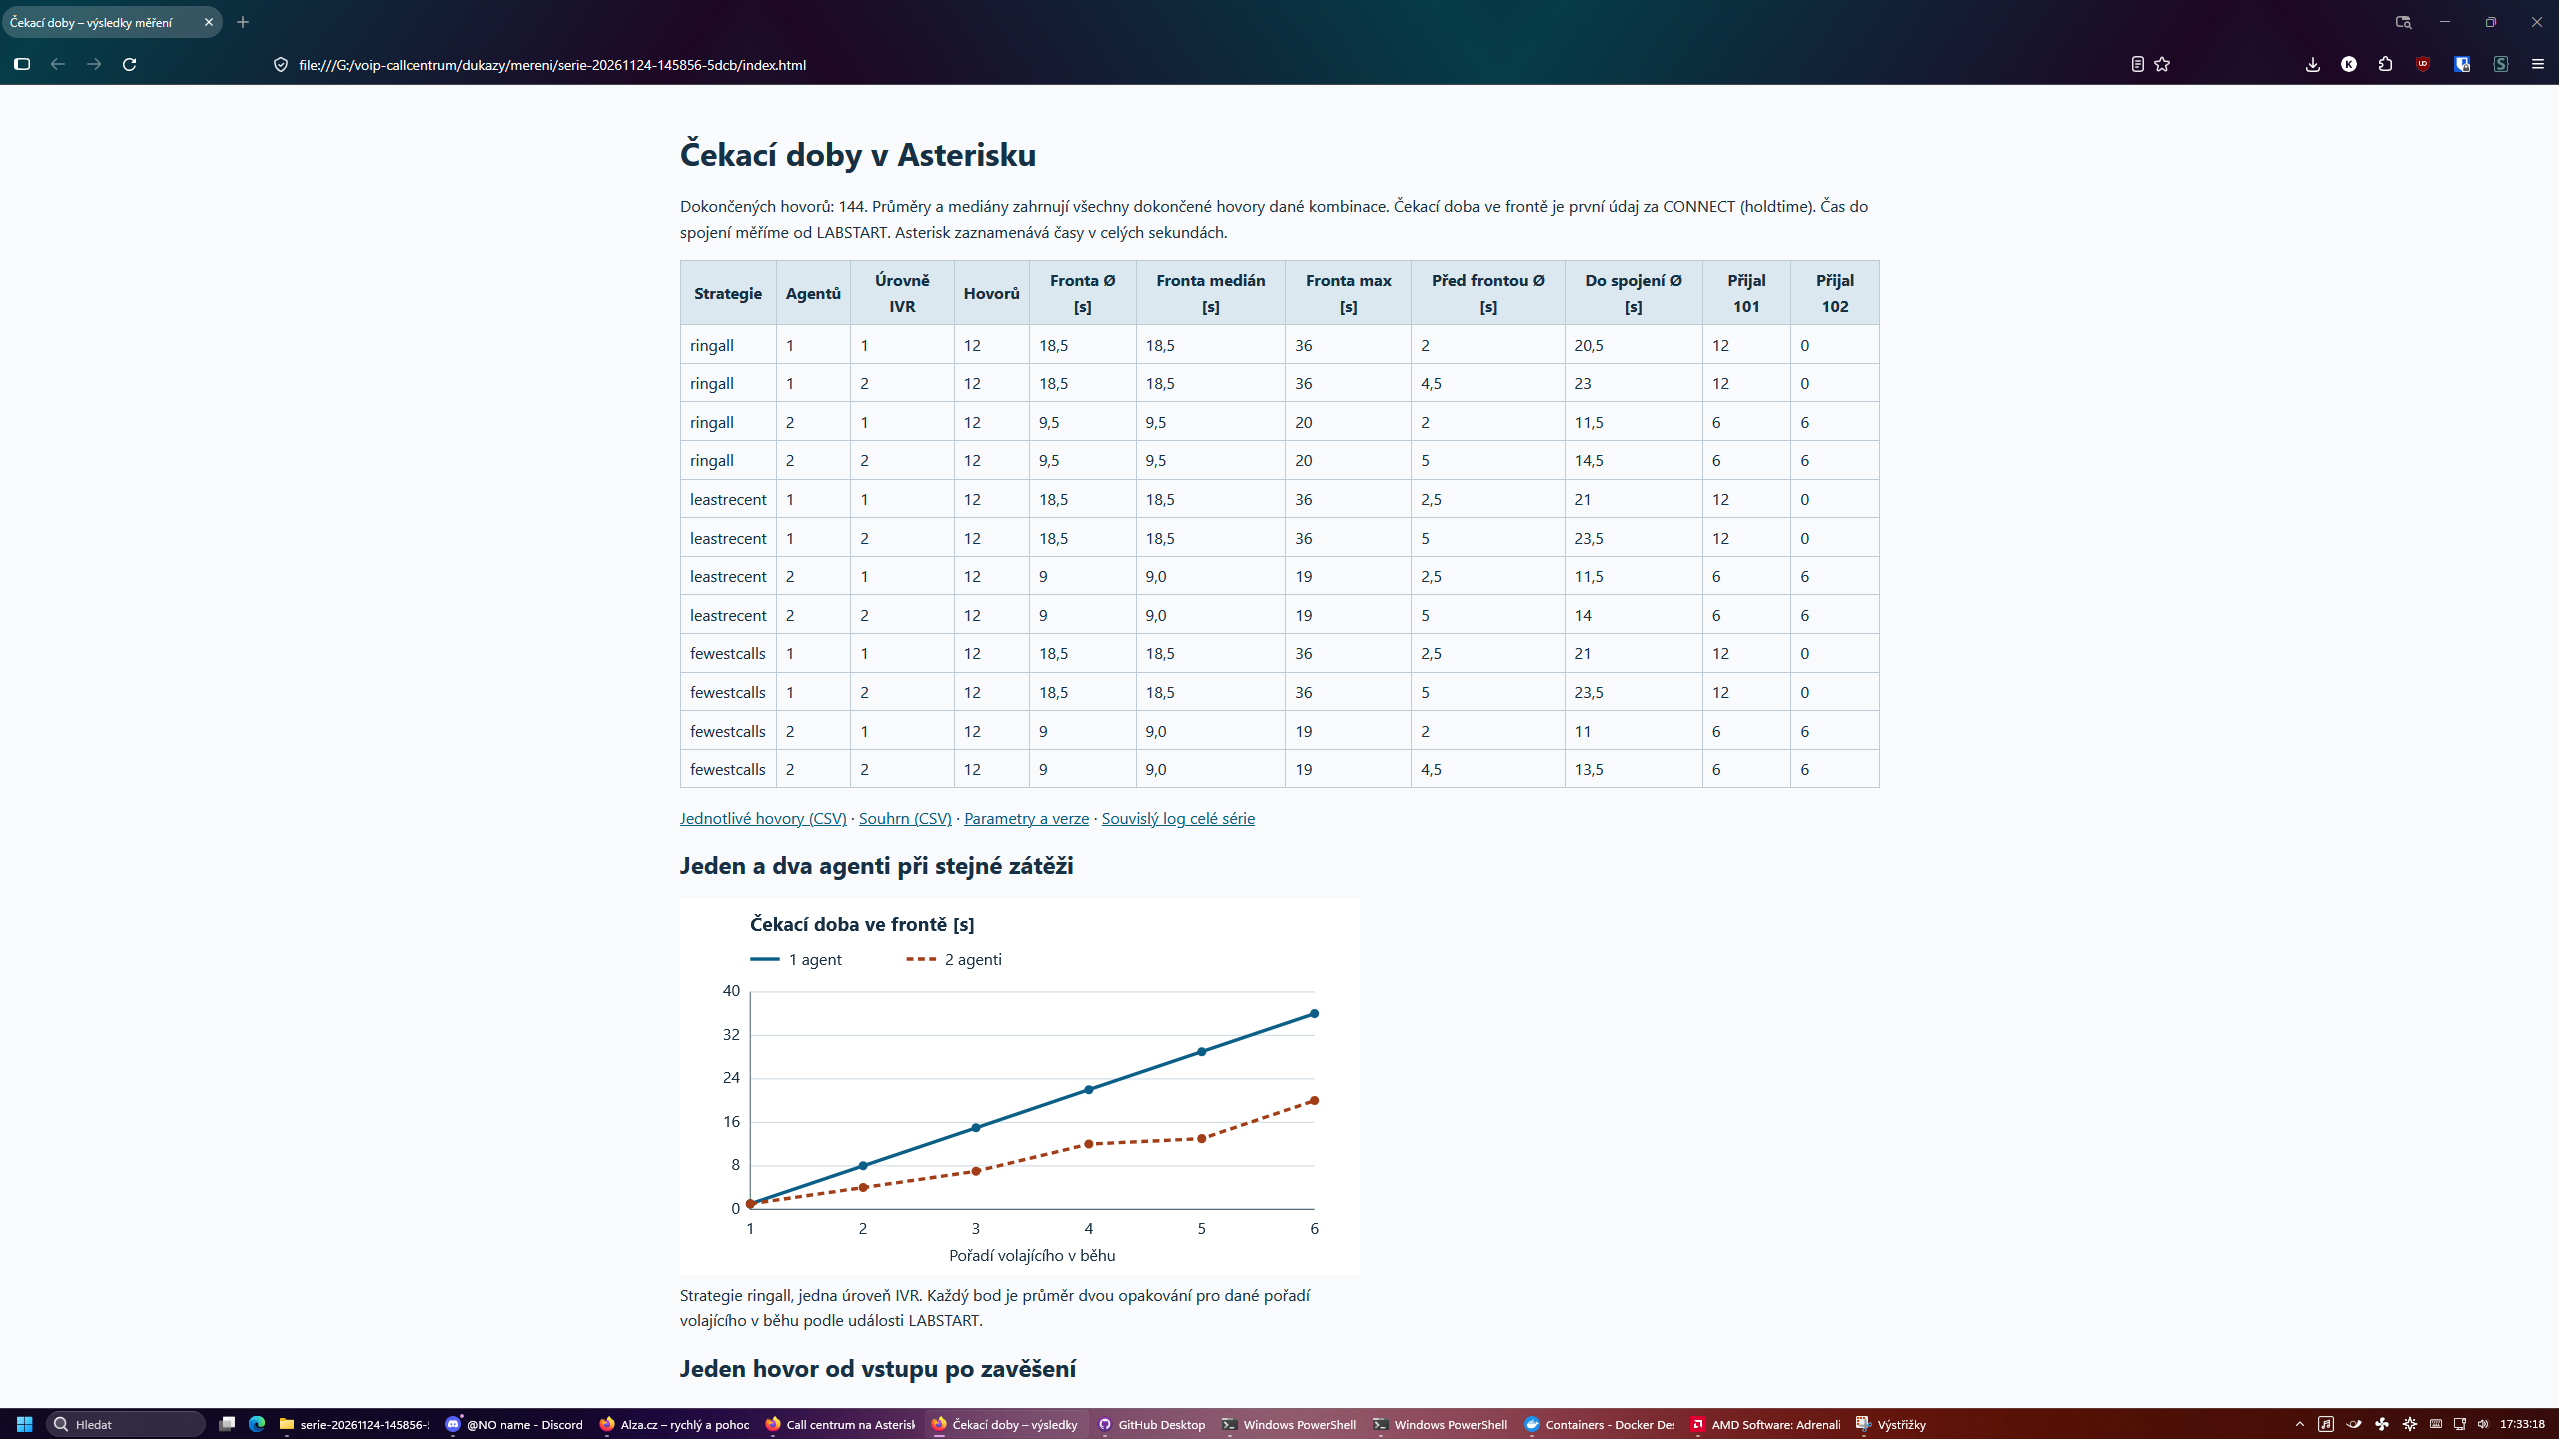 Čekací doby – výsledky měření
file:///G:/voip-callcentrum/dukazy/mereni/serie-20261124-145856-5dcb/index.html
Čekací doby v Asterisku
Dokončených hovorů: 144. Průměry a mediány zahrnují všechny dokončené hovory dané kombinace. Čekací doba ve frontě je první údaj za CONNECT (holdtime). Čas do
spojení měříme od LABSTART. Asterisk zaznamenává časy v celých sekundách.
Strategie Agentů Úrovně IVR Hovorů Fronta Ø [s] Fronta medián [s] Fronta max [s] Před frontou Ø [s] Do spojení Ø [s] Přijal 101 Přijal 102
ringall 1 1 12 18,5 18,5 36 2 20,5 12 0
ringall 1 2 12 18,5 18,5 36 4,5 23 12 0
ringall 2 1 12 9,5 9,5 20 2 11,5 6 6
ringall 2 2 12 9,5 9,5 20 5 14,5 6 6
leastrecent 1 1 12 18,5 18,5 36 2,5 21 12 0
leastrecent 1 2 12 18,5 18,5 36 5 23,5 12 0
leastrecent 2 1 12 9 9,0 19 2,5 11,5 6 6
leastrecent 2 2 12 9 9,0 19 5 14 6 6
fewestcalls 1 1 12 18,5 18,5 36 2,5 21 12 0
fewestcalls 1 2 12 18,5 18,5 36 5 23,5 12 0
fewestcalls 2 1 12 9 9,0 19 2 11 6 6
fewestcalls 2 2 12 9 9,0 19 4,5 13,5 6 6
Jednotlivé hovory (CSV) · Souhrn (CSV) · Parametry a verze · Souvislý log celé série
Jeden a dva agenti při stejné zátěži
Čekací doba ve frontě [s]
1 agent 2 agenti
40
32
24
16
8
0
1 2 3 4 5 6
Pořadí volajícího v běhu
Strategie ringall, jedna úroveň IVR. Každý bod je průměr dvou opakování pro dané pořadí
volajícího v běhu podle události LABSTART.
Jeden hovor od vstupu po zavěšení
Hledat serie-20261124-145856- @NO name - Discord Alza.cz – rychlý a pohod Call centrum na Asterisk Čekací doby – výsledky GitHub Desktop Windows PowerShell Windows PowerShell Containers - Docker De AMD Software: Adrenali Výstřižky 17:33:18